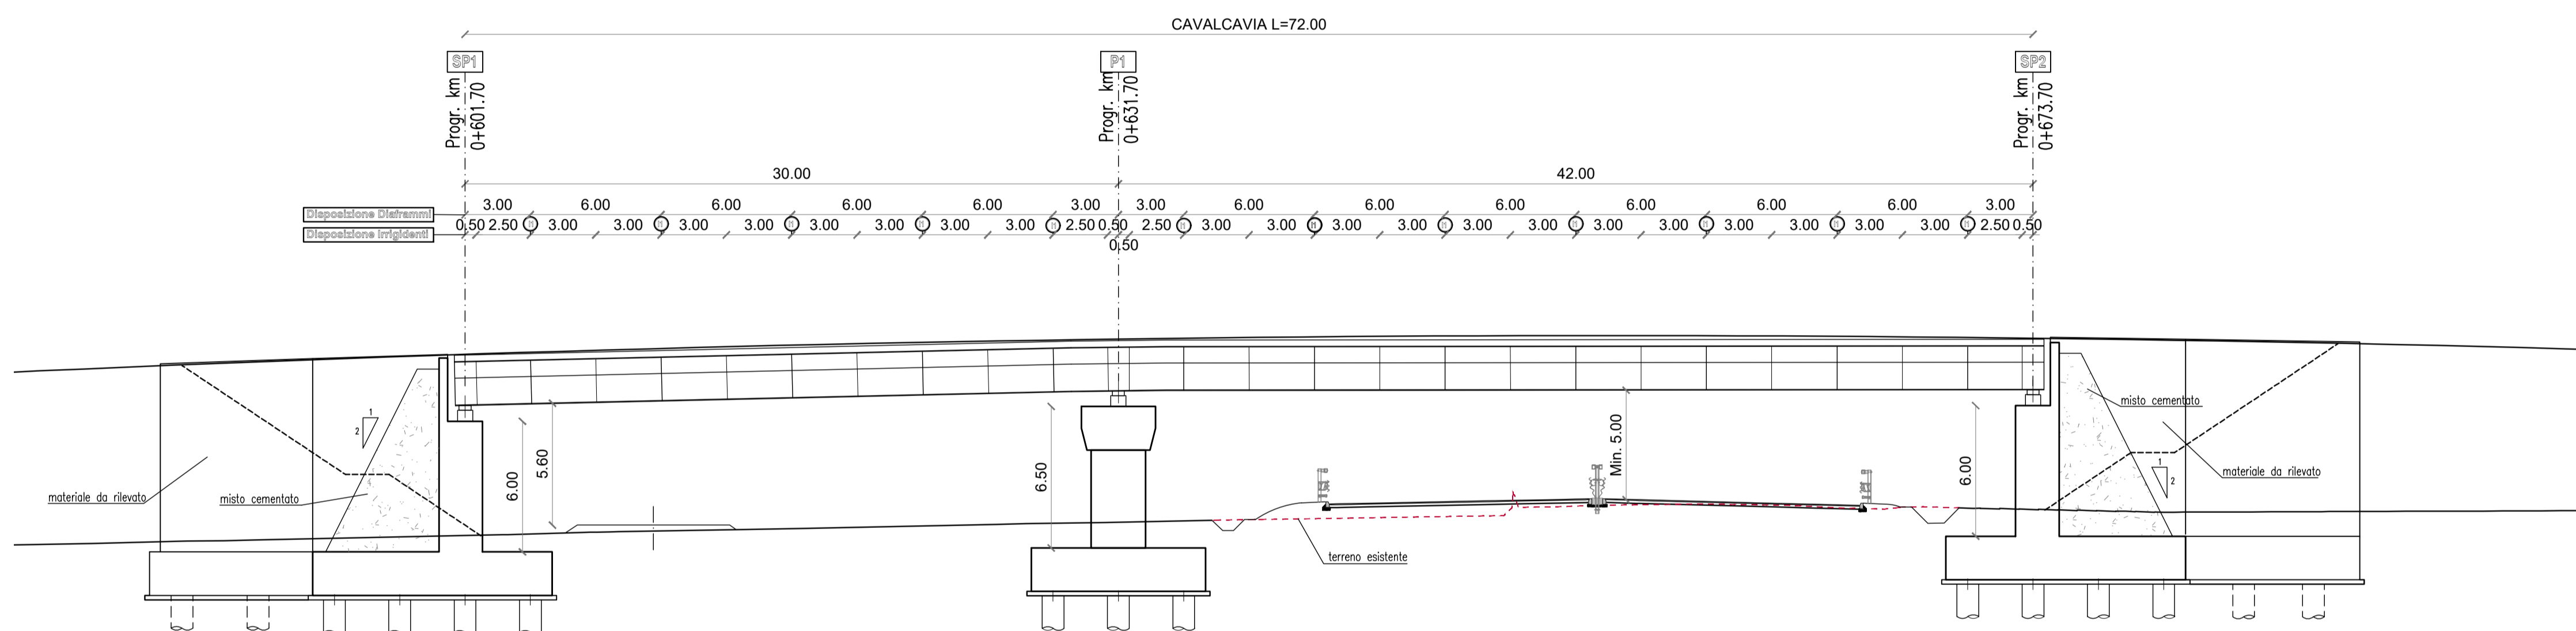 CAVALCAVIA L=72.00
SP1
P1
SP2
Progr. km
0+601.70
Progr. km
0+631.70
Progr. km
0+673.70
30.00
42.00
3.00 6.00 6.00 6.00 6.00 3.00 3.00 6.00 6.00 6.00 6.00 6.00 6.00 3.00
Disposizione Diaframmi
0.50 2.50 3.00 3.00 3.00 3.00 3.00 3.00 3.00 3.00 2.50 0.50 2.50 3.00 3.00 3.00 3.00 3.00 3.00 3.00 3.00 3.00 3.00 3.00 3.00 2.50 0.50
Disposizione Irrigidenti
0.50
1
2
6.00
5.60
6.50
Min. 5.00
6.00
misto cementato
1
2
materiale da rilevato
materiale da rilevato
misto cementato
terreno esistente